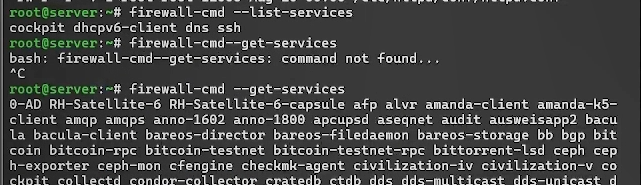 root@server:~# firewall-cmd --list-services
cockpit dhcpv6-client dns ssh
root@server:~# firewall-cmd--get-services
bash: firewall-cmd--get-services: command not found...
^C
root@server:~# firewall-cmd --get-services
0-AD RH-Satellite-6 RH-Satellite-6-capsule afp alvr amanda-client amanda-k5-
client amqp amqps anno-1602 anno-1800 apcupsd aseqnet audit ausweisapp2 bacu
la bacula-client bareos-director bareos-filedaemon bareos-storage bb bgp bit
coin bitcoin-rpc bitcoin-testnet bitcoin-testnet-rpc bittorrent-lsd ceph cep
h-exporter ceph-mon cfengine checkmk-agent civilization-iv civilization-v co
ckpit collectd condor-collector cratedb ctdb dds dds-multicast dds-unicast d